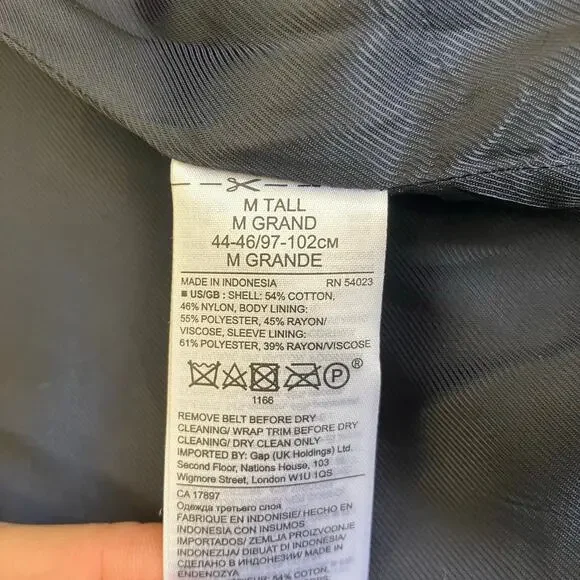 M TALL
M GRAND
44-46/97-102CM
M GRANDE
MADE IN INDONESIA RN 54023
■ US/GB : SHELL: 54% COTTON,
46% NYLON, BODY LINING:
55% POLYESTER, 45% RAYON/
VISCOSE, SLEEVE LINING:
61% POLYESTER, 39% RAYON/VISCOSE
P ®
1166
REMOVE BELT BEFORE DRY
CLEANING/ WRAP TRIM BEFORE DRY
CLEANING/ DRY CLEAN ONLY
IMPORTED BY: Gap (UK Holdings) Ltd.
Second Floor, Nations House, 103
Wigmore Street, London W1U 1QS
CA 17897
Одежда третьего слоя
FABRIQUE EN INDONESIE/ HECHO EN
INDONESIA CON INSUMOS
IMPORTADOS/ ZEMLJA PROIZVODNJE
INDONEZIJA/ DIBUAT DI INDONESIA/
СДЕЛАНО В ИНДОНЕЗИИ/ MADE IN
ENDENOZYA
54% COTON,